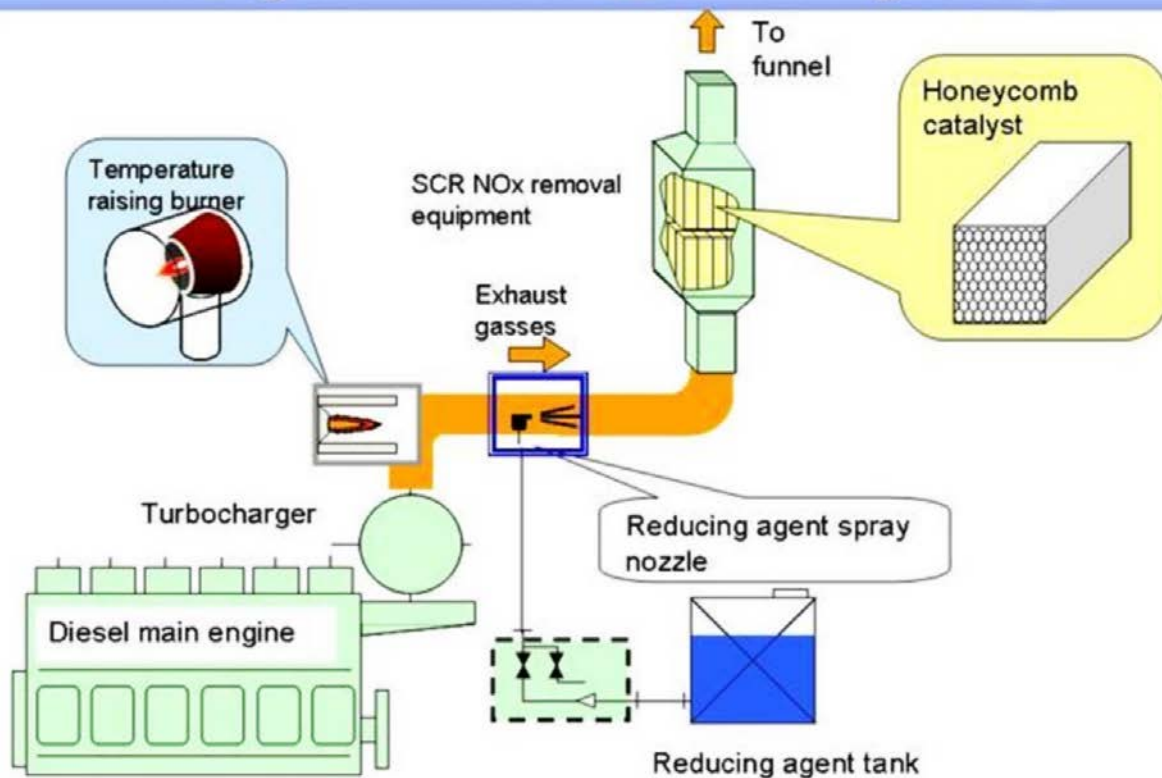 To
funnel
Honeycomb
catalyst
Temperature
raising burner
SCR NOx removal
equipment
Exhaust
gasses
Turbocharger
Reducing agent spray
nozzle
Diesel main engine
Reducing agent tank